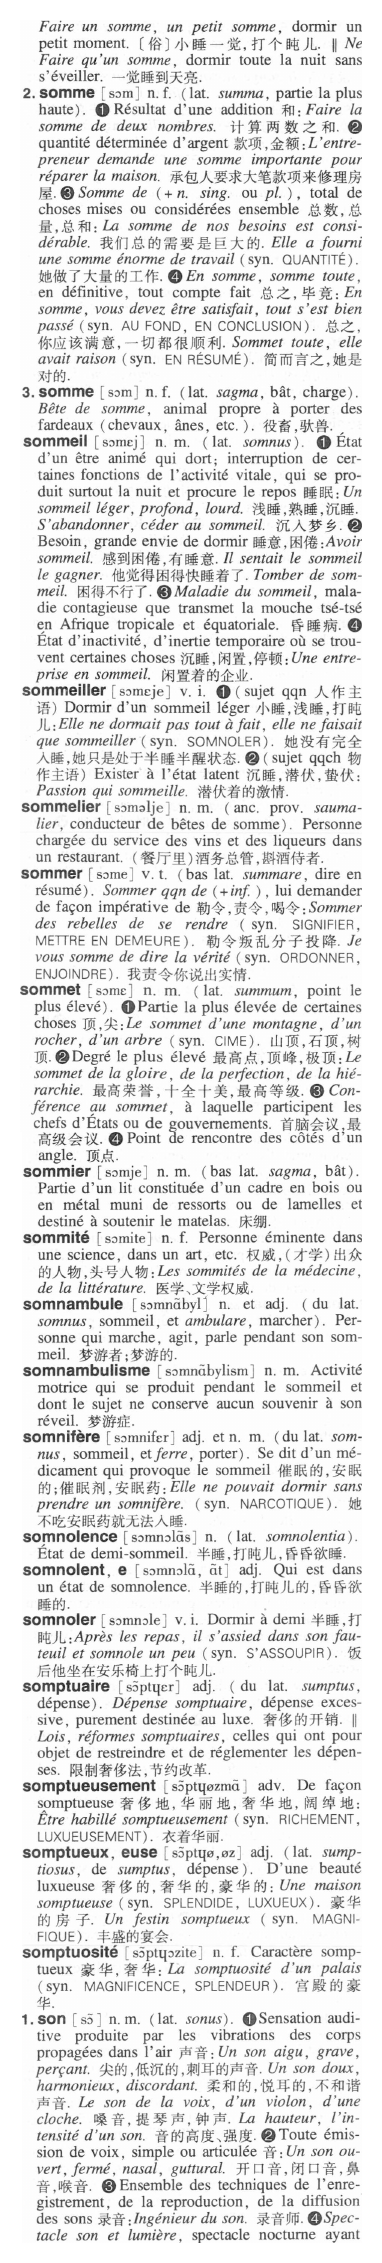 Faire un somme, un petit somme, dormir un
petit moment. 〔俗〕小睡一觉,打个盹儿. ‖ Ne
Faire qu'un somme, dormir toute la nuit sans
s'éveiller. 一觉睡到天亮.
2. somme [sɔm] n. f. (lat. summa, partie la plus
haute). ❶ Résultat d'une addition 和: Faire la
somme de deux nombres. 计算两数之和. ❷
quantité déterminée d'argent 款项,金额: L'entre-
preneur demande une somme importante pour
réparer la maison. 承包人要求大笔款项来修理房
屋. ❸ Somme de (+ n. sing. ou pl.), total de
choses mises ou considérées ensemble 总数,总
量,总和: La somme de nos besoins est consi-
dérable. 我们总的需要是巨大的. Elle a fourni
une somme énorme de travail (syn. QUANTITÉ).
她做了大量的工作. ❹ En somme, somme toute,
en définitive, tout compte fait 总之,毕竟: En
somme, vous devez être satisfait, tout s'est bien
passé (syn. AU FOND, EN CONCLUSION). 总之,
你应该满意,一切都很顺利. Sommet toute, elle
avait raison (syn. EN RÉSUMÉ). 简而言之,她是
对的.
3. somme [sɔm] n. f. (lat. sagma, bât, charge).
Bête de somme, animal propre à porter des
fardeaux (chevaux, ânes, etc.). 役畜,驮兽.
sommeil [sɔmɛj] n. m. (lat. somnus). ❶ État
d'un être animé qui dort; interruption de cer-
taines fonctions de l'activité vitale, qui se pro-
duit surtout la nuit et procure le repos 睡眠: Un
sommeil léger, profond, lourd. 浅睡,熟睡,沉睡.
S'abandonner, céder au sommeil. 沉入梦乡. ❷
Besoin, grande envie de dormir 睡意,困倦: Avoir
sommeil. 感到困倦,有睡意. Il sentait le sommeil
le gagner. 他觉得困得快睡着了. Tomber de som-
meil. 困得不行了. ❸ Maladie du sommeil, mala-
die contagieuse que transmet la mouche tsé-tsé
en Afrique tropicale et équatoriale. 昏睡病. ❹
État d'inactivité, d'inertie temporaire où se trou-
vent certaines choses 沉睡,闲置,停顿: Une entre-
prise en sommeil. 闲置着的企业.
sommeiller [sɔmɛje] v. i. ❶ (sujet qqn 人作主
语) Dormir d'un sommeil léger 小睡,浅睡,打盹
儿: Elle ne dormait pas tout à fait, elle ne faisait
que sommeiller (syn. SOMNOLER). 她没有完全
入睡,她只是处于半睡半醒状态. ❷ (sujet qqch 物
作主语) Exister à l'état latent 沉睡,潜伏,蛰伏:
Passion qui sommeille. 潜伏着的激情.
sommelier [sɔməlje] n. m. (anc. prov. sauma-
lier, conducteur de bêtes de somme). Personne
chargée du service des vins et des liqueurs dans
un restaurant. (餐厅里)酒务总管,斟酒侍者.
sommer [sɔme] v. t. (bas lat. summare, dire en
résumé). Sommer qqn de (+ inf.), lui demander
de façon impérative de 勒令,责令,喝令: Sommer
des rebelles de se rendre (syn. SIGNIFIER,
METTRE EN DEMEURE). 勒令叛乱分子投降. Je
vous somme de dire la vérité (syn. ORDONNER,
ENJOINDRE). 我责令你说出实情.
sommet [sɔmɛ] n. m. (lat. summum, point le
plus élevé). ❶ Partie la plus élevée de certaines
choses 顶,尖: Le sommet d'une montagne, d'un
rocher, d'un arbre (syn. CIME). 山顶,石顶,树
顶. ❷ Degré le plus élevé 最高点,顶峰,极顶: Le
sommet de la gloire, de la perfection, de la hié-
rarchie. 最高荣誉,十全十美,最高等级. ❸ Con-
férence au sommet, à laquelle participent les
chefs d'États ou de gouvernements. 首脑会议,最
高级会议. ❹ Point de rencontre des côtés d'un
angle. 顶点.
sommier [sɔmje] n. m. (bas lat. sagma, bât).
Partie d'un lit constituée d'un cadre en bois ou
en métal muni de ressorts ou de lamelles et
destiné à soutenir le matelas. 床绷.
sommité [sɔmite] n. f. Personne éminente dans
une science, dans un art, etc. 权威,(才学)出众
的人物,头号人物: Les sommités de la médecine,
de la littérature. 医学、文学权威.
somnambule [sɔmnɑ̃byl] n. et adj. (du lat.
somnus, sommeil, et ambulare, marcher). Per-
sonne qui marche, agit, parle pendant son som-
meil. 梦游者;梦游的.
somnambulisme [sɔmnɑ̃bylism] n. m. Activité
motrice qui se produit pendant le sommeil et
dont le sujet ne conserve aucun souvenir à son
réveil. 梦游症.
somnifère [sɔmnifɛr] adj. et n. m. (du lat. som-
nus, sommeil, et ferre, porter). Se dit d'un mé-
dicament qui provoque le sommeil 催眠的,安眠
的;催眠剂,安眠药: Elle ne pouvait dormir sans
prendre un somnifère. (syn. NARCOTIQUE). 她
不吃安眠药就无法入睡.
somnolence [sɔmnɔlɑ̃s] n. (lat. somnolentia).
État de demi-sommeil. 半睡,打盹儿,昏昏欲睡.
somnolent, e [sɔmnɔlɑ̃, ɑ̃t] adj. Qui est dans
un état de somnolence. 半睡的,打盹儿的,昏昏欲
睡的.
somnoler [sɔmnɔle] v. i. Dormir à demi 半睡,打
盹儿: Après les repas, il s'assied dans son fau-
teuil et somnole un peu (syn. S'ASSOUPIR). 饭
后他坐在安乐椅上打个盹儿.
somptuaire [sɔ̃ptɥɛr] adj. (du lat. sumptus,
dépense). Dépense somptuaire, dépense exces-
sive, purement destinée au luxe. 奢侈的开销. ‖
Lois, réformes somptuaires, celles qui ont pour
objet de restreindre et de réglementer les dépen-
ses. 限制奢侈法,节约改革.
somptueusement [sɔ̃ptɥøzmɑ̃] adv. De façon
somptueuse 奢侈地,华丽地,奢华地,阔绰地:
Être habillé somptueusement (syn. RICHEMENT,
LUXUEUSEMENT). 衣着华丽.
somptueux, euse [sɔ̃ptɥø, øz] adj. (lat. sump-
tiosus, de sumptus, dépense). D'une beauté
luxueuse 奢侈的,奢华的,豪华的: Une maison
somptueuse (syn. SPLENDIDE, LUXUEUX). 豪华
的房子. Un festin somptueux (syn. MAGNI-
FIQUE). 丰盛的宴会.
somptuosité [sɔ̃ptɥɔzite] n. f. Caractère somp-
tueux 豪华,奢华: La somptuosité d'un palais
(syn. MAGNIFICENCE, SPLENDEUR). 宫殿的豪
华.
1. son [sɔ̃] n. m. (lat. sonus). ❶ Sensation audi-
tive produite par les vibrations des corps
propagées dans l'air 声音: Un son aigu, grave,
perçant. 尖的,低沉的,刺耳的声音. Un son doux,
harmonieux, discordant. 柔和的,悦耳的,不和谐
声音. Le son de la voix, d'un violon, d'une
cloche. 嗓音,提琴声,钟声. La hauteur, l'in-
tensité d'un son. 音的高度、强度. ❷ Toute émis-
sion de voix, simple ou articulée 音: Un son ou-
vert, fermé, nasal, guttural. 开口音,闭口音,鼻
音,喉音. ❸ Ensemble des techniques de l'enre-
gistrement, de la reproduction, de la diffusion
des sons 录音: Ingénieur du son. 录音师. ❹ Spec-
tacle son et lumière, spectacle nocturne ayant